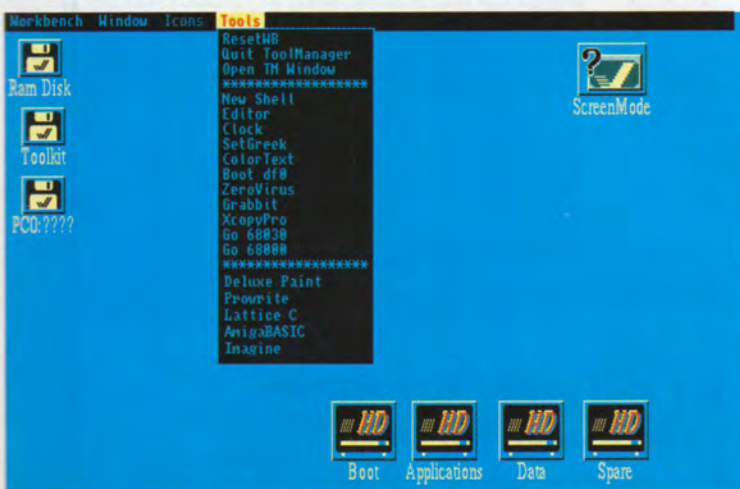 Workbench Window Icons Tools
ResetWB
Quit ToolManager
Open TM Window
******************
New Shell
Editor
Clock
SetGreek
ColorText
Boot df0
ZeroVirus
Grabbit
XcopyPro
Go 68030
Go 68000
******************
Deluxe Paint
Prowrite
Lattice C
AmigaBASIC
Imagine
Ram Disk
Toolkit
PC0:????
?
ScreenMode
HD
HD
HD
HD
Boot
Applications
Data
Spare